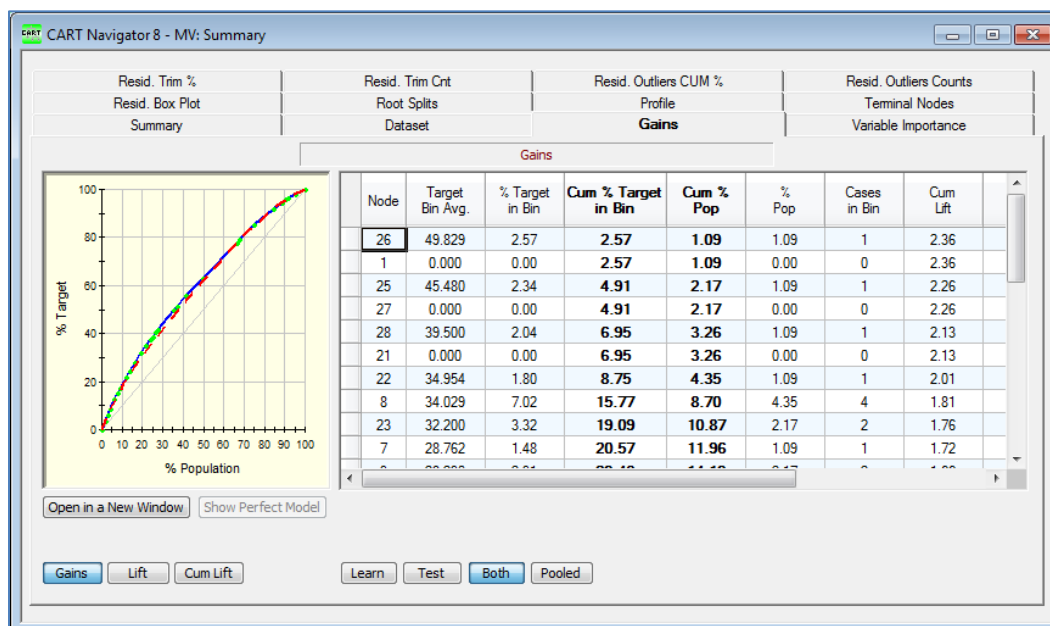 CART CART Navigator 8 - MV: Summary
Resid. Trim % Resid. Trim Cnt Resid. Outliers CUM % Resid. Outliers Counts
Resid. Box Plot Root Splits Profile Terminal Nodes
Summary Dataset Gains Variable Importance
Gains
% Target
100
80
60
40
20
0
0 10 20 30 40 50 60 70 80 90 100
% Population
Node Target Bin Avg. % Target in Bin Cum % Target in Bin Cum % Pop % Pop Cases in Bin Cum Lift
26 49.829 2.57 2.57 1.09 1.09 1 2.36
1 0.000 0.00 2.57 1.09 0.00 0 2.36
25 45.480 2.34 4.91 2.17 1.09 1 2.26
27 0.000 0.00 4.91 2.17 0.00 0 2.26
28 39.500 2.04 6.95 3.26 1.09 1 2.13
21 0.000 0.00 6.95 3.26 0.00 0 2.13
22 34.954 1.80 8.75 4.35 1.09 1 2.01
8 34.029 7.02 15.77 8.70 4.35 4 1.81
23 32.200 3.32 19.09 10.87 2.17 2 1.76
7 28.762 1.48 20.57 11.96 1.09 1 1.72
Open in a New Window Show Perfect Model
Gains Lift Cum Lift Learn Test Both Pooled